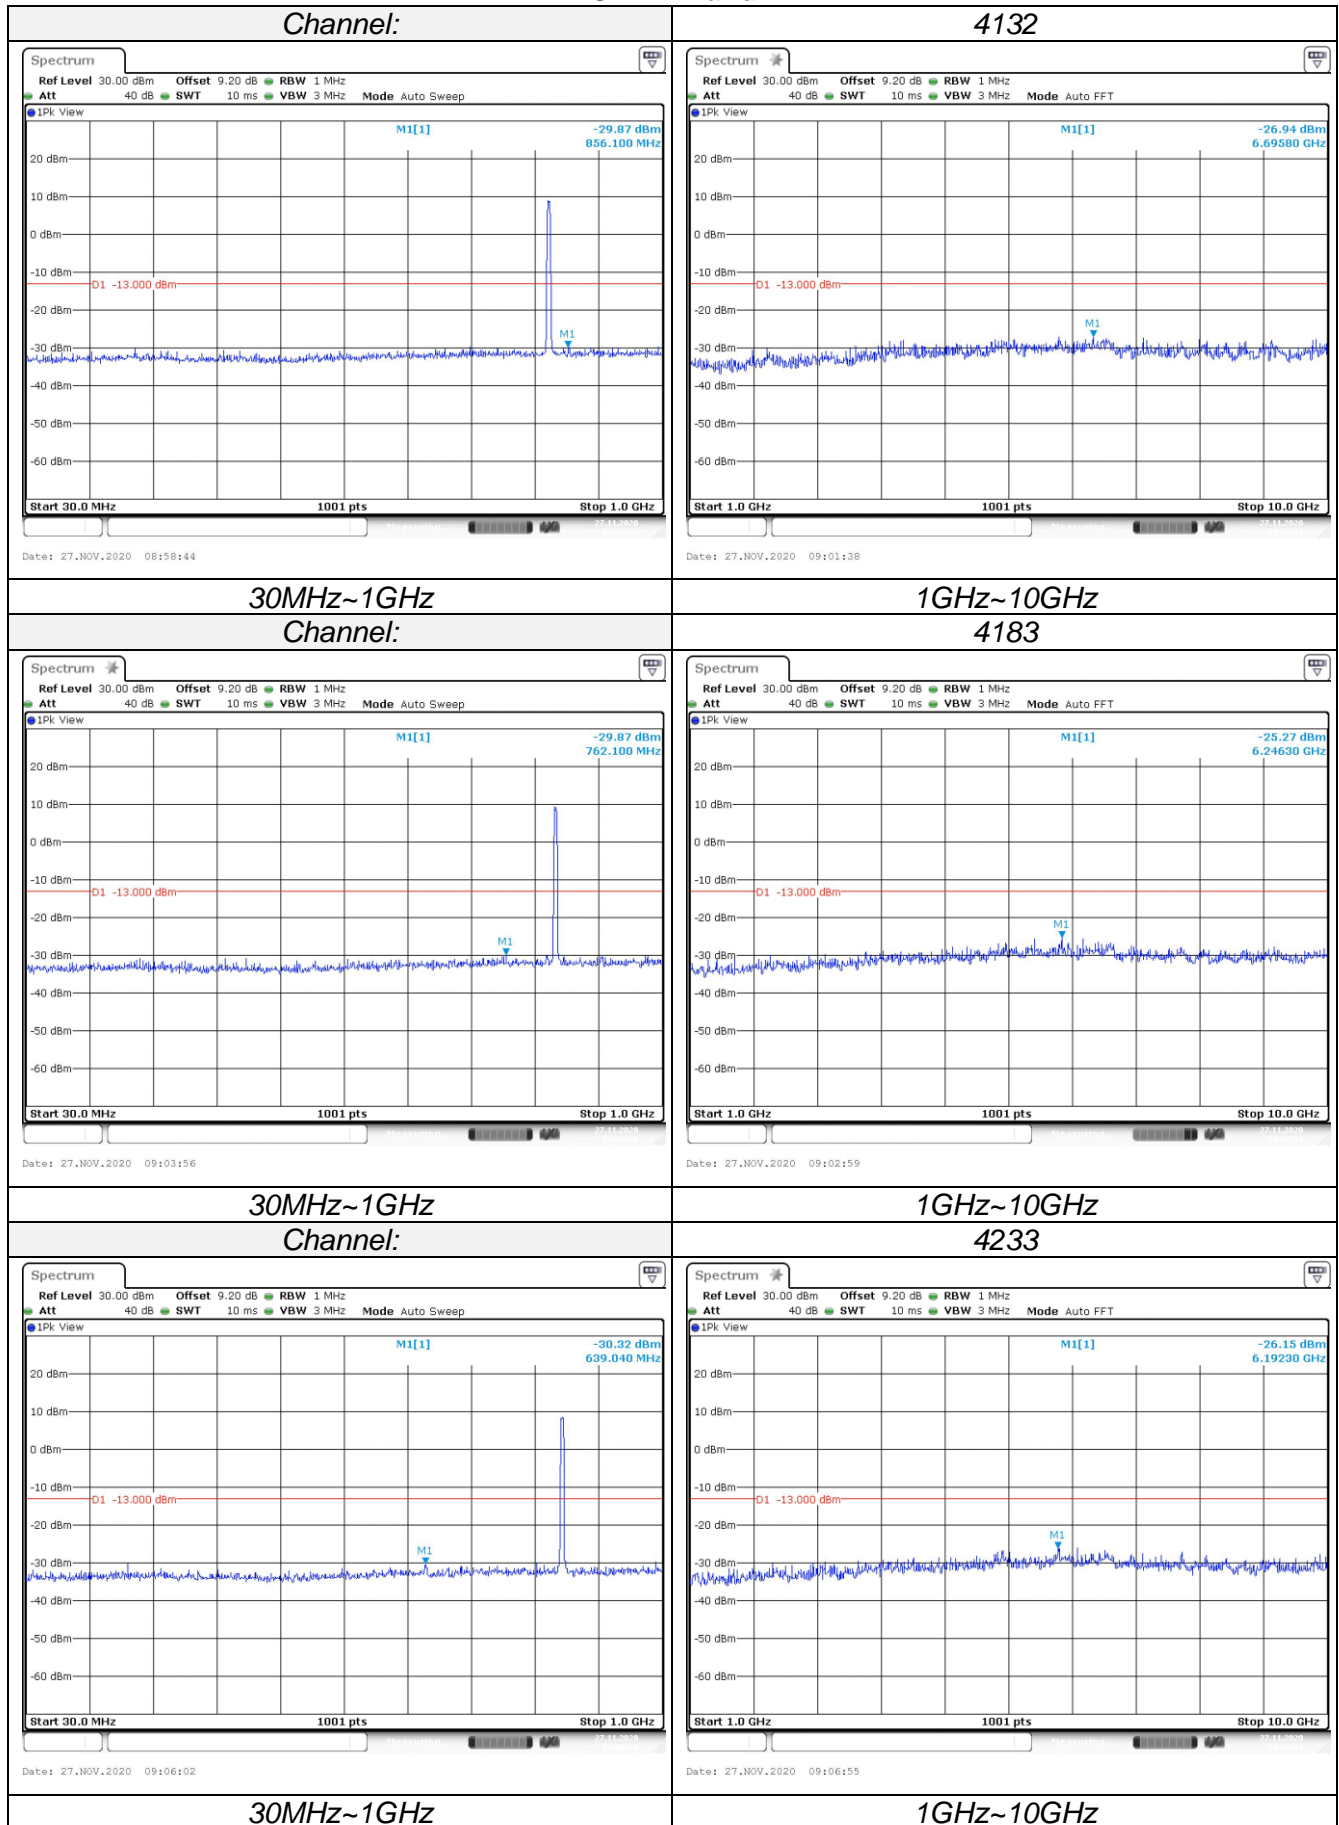 Channel:
4132
Spectrum
Ref Level 30.00 dBm Offset 9.20 dB RBW 1 MHz
Att 40 dB SWT 10 ms VBW 3 MHz Mode Auto Sweep
1Pk View
M1[1] -29.87 dBm
856.100 MHz
20 dBm
10 dBm
0 dBm
-10 dBm
D1 -13.000 dBm
-20 dBm
M1
-30 dBm
-40 dBm
-50 dBm
-60 dBm
Start 30.0 MHz 1001 pts Stop 1.0 GHz
Measuring... 27.11.2020
Date: 27.NOV.2020 08:58:44
Spectrum
Ref Level 30.00 dBm Offset 9.20 dB RBW 1 MHz
Att 40 dB SWT 10 ms VBW 3 MHz Mode Auto FFT
1Pk View
M1[1] -26.94 dBm
6.69580 GHz
20 dBm
10 dBm
0 dBm
-10 dBm
D1 -13.000 dBm
-20 dBm
M1
-30 dBm
-40 dBm
-50 dBm
-60 dBm
Start 1.0 GHz 1001 pts Stop 10.0 GHz
Measuring... 27.11.2020
Date: 27.NOV.2020 09:01:38
30MHz~1GHz
1GHz~10GHz
Channel:
4183
Spectrum
Ref Level 30.00 dBm Offset 9.20 dB RBW 1 MHz
Att 40 dB SWT 10 ms VBW 3 MHz Mode Auto Sweep
1Pk View
M1[1] -29.87 dBm
762.100 MHz
20 dBm
10 dBm
0 dBm
-10 dBm
D1 -13.000 dBm
-20 dBm
M1
-30 dBm
-40 dBm
-50 dBm
-60 dBm
Start 30.0 MHz 1001 pts Stop 1.0 GHz
Measuring... 27.11.2020
Date: 27.NOV.2020 09:03:56
Spectrum
Ref Level 30.00 dBm Offset 9.20 dB RBW 1 MHz
Att 40 dB SWT 10 ms VBW 3 MHz Mode Auto FFT
1Pk View
M1[1] -25.27 dBm
6.24630 GHz
20 dBm
10 dBm
0 dBm
-10 dBm
D1 -13.000 dBm
-20 dBm
M1
-30 dBm
-40 dBm
-50 dBm
-60 dBm
Start 1.0 GHz 1001 pts Stop 10.0 GHz
Measuring... 27.11.2020
Date: 27.NOV.2020 09:02:59
30MHz~1GHz
1GHz~10GHz
Channel:
4233
Spectrum
Ref Level 30.00 dBm Offset 9.20 dB RBW 1 MHz
Att 40 dB SWT 10 ms VBW 3 MHz Mode Auto Sweep
1Pk View
M1[1] -30.32 dBm
639.040 MHz
20 dBm
10 dBm
0 dBm
-10 dBm
D1 -13.000 dBm
-20 dBm
M1
-30 dBm
-40 dBm
-50 dBm
-60 dBm
Start 30.0 MHz 1001 pts Stop 1.0 GHz
Measuring... 27.11.2020
Date: 27.NOV.2020 09:06:02
Spectrum
Ref Level 30.00 dBm Offset 9.20 dB RBW 1 MHz
Att 40 dB SWT 10 ms VBW 3 MHz Mode Auto FFT
1Pk View
M1[1] -26.15 dBm
6.19230 GHz
20 dBm
10 dBm
0 dBm
-10 dBm
D1 -13.000 dBm
-20 dBm
M1
-30 dBm
-40 dBm
-50 dBm
-60 dBm
Start 1.0 GHz 1001 pts Stop 10.0 GHz
Measuring... 27.11.2020
Date: 27.NOV.2020 09:06:55
30MHz~1GHz
1GHz~10GHz